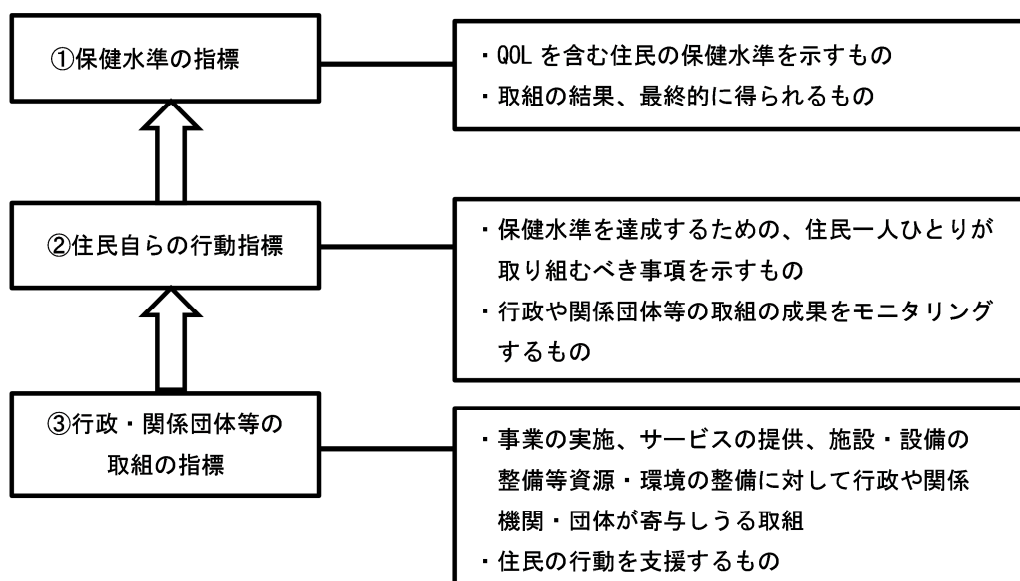 ①保健水準の指標
・QOL を含む住民の保健水準を示すもの
・取組の結果、最終的に得られるもの
②住民自らの行動指標
・保健水準を達成するための、住民一人ひとりが
取り組むべき事項を示すもの
・行政や関係団体等の取組の成果をモニタリング
するもの
③行政・関係団体等の
取組の指標
・事業の実施、サービスの提供、施設・設備の
整備等資源・環境の整備に対して行政や関係
機関・団体が寄与しうる取組
・住民の行動を支援するもの